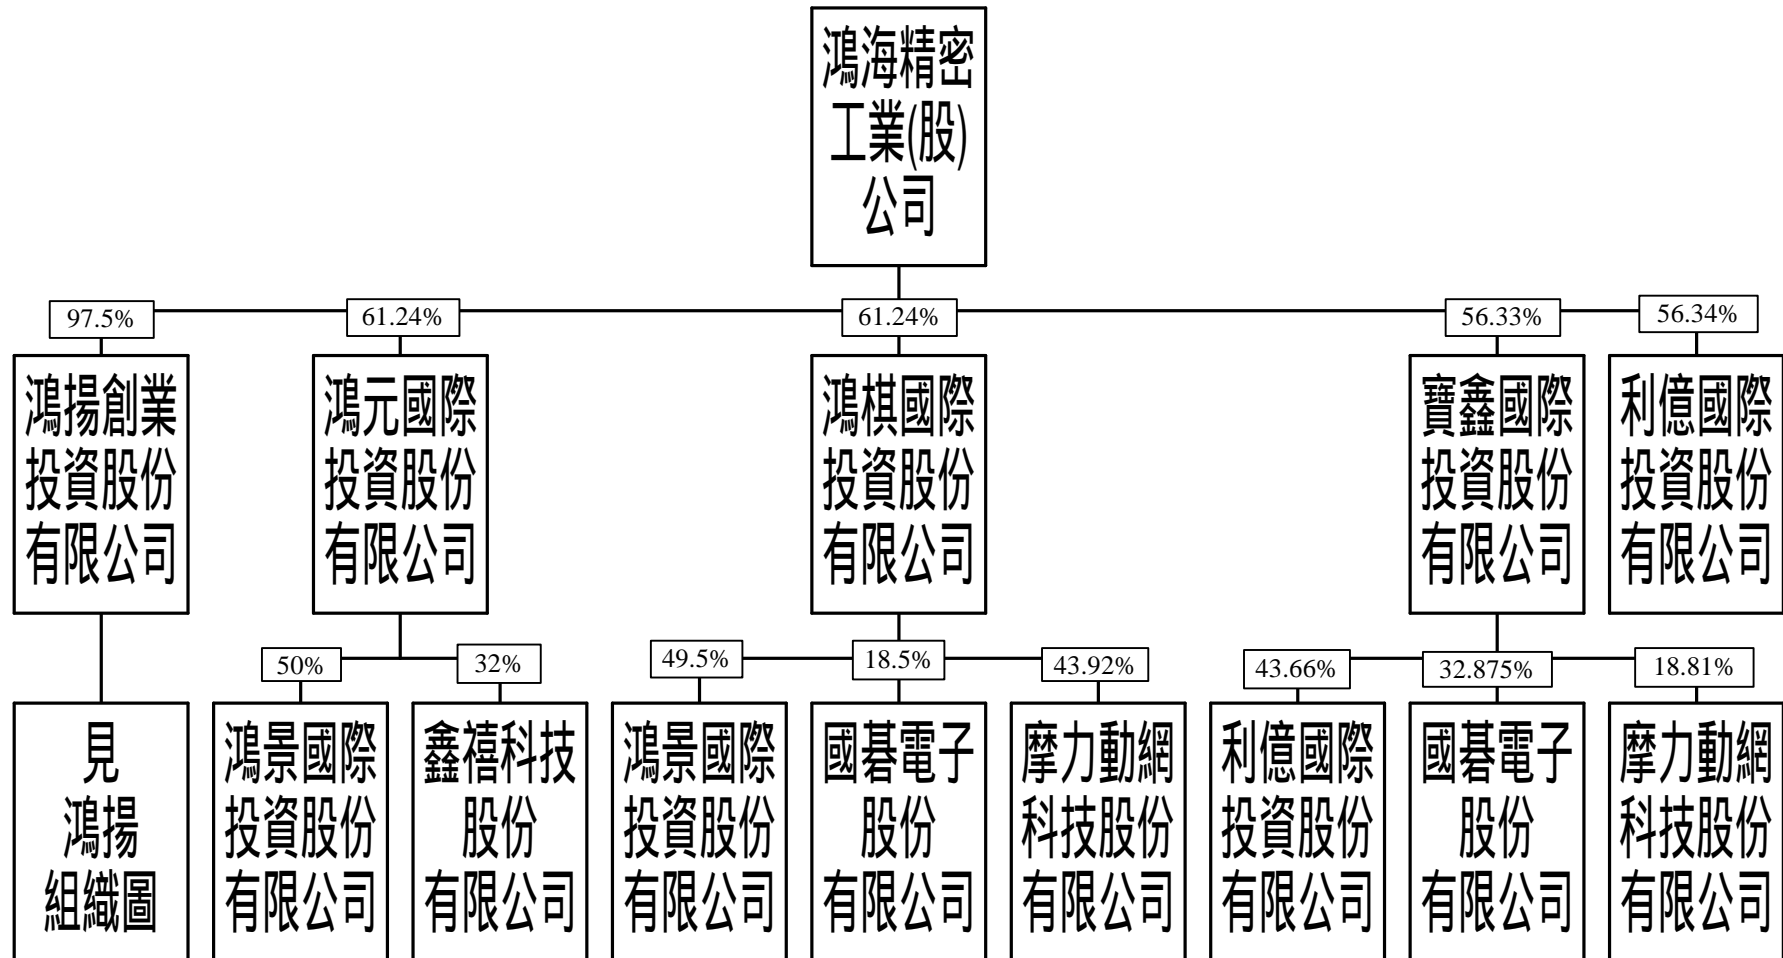 鴻海精密
工業(股)
公司
97.5%
61.24%
61.24%
56.33%
56.34%
鴻揚創業
投資股份
有限公司
鴻元國際
投資股份
有限公司
鴻棋國際
投資股份
有限公司
寶鑫國際
投資股份
有限公司
利億國際
投資股份
有限公司
50%
32%
49.5%
18.5%
43.92%
43.66%
32.875%
18.81%
見
鴻揚
組織圖
鴻景國際
投資股份
有限公司
鑫禧科技
股份
有限公司
鴻景國際
投資股份
有限公司
國碁電子
股份
有限公司
摩力動網
科技股份
有限公司
利億國際
投資股份
有限公司
國碁電子
股份
有限公司
摩力動網
科技股份
有限公司